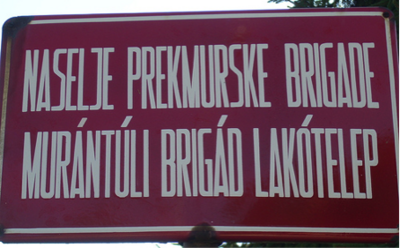 NASELJE PREKMURSKE BRIGADE
MURÁNTÚLI BRIGÁD LAKÓTELEP